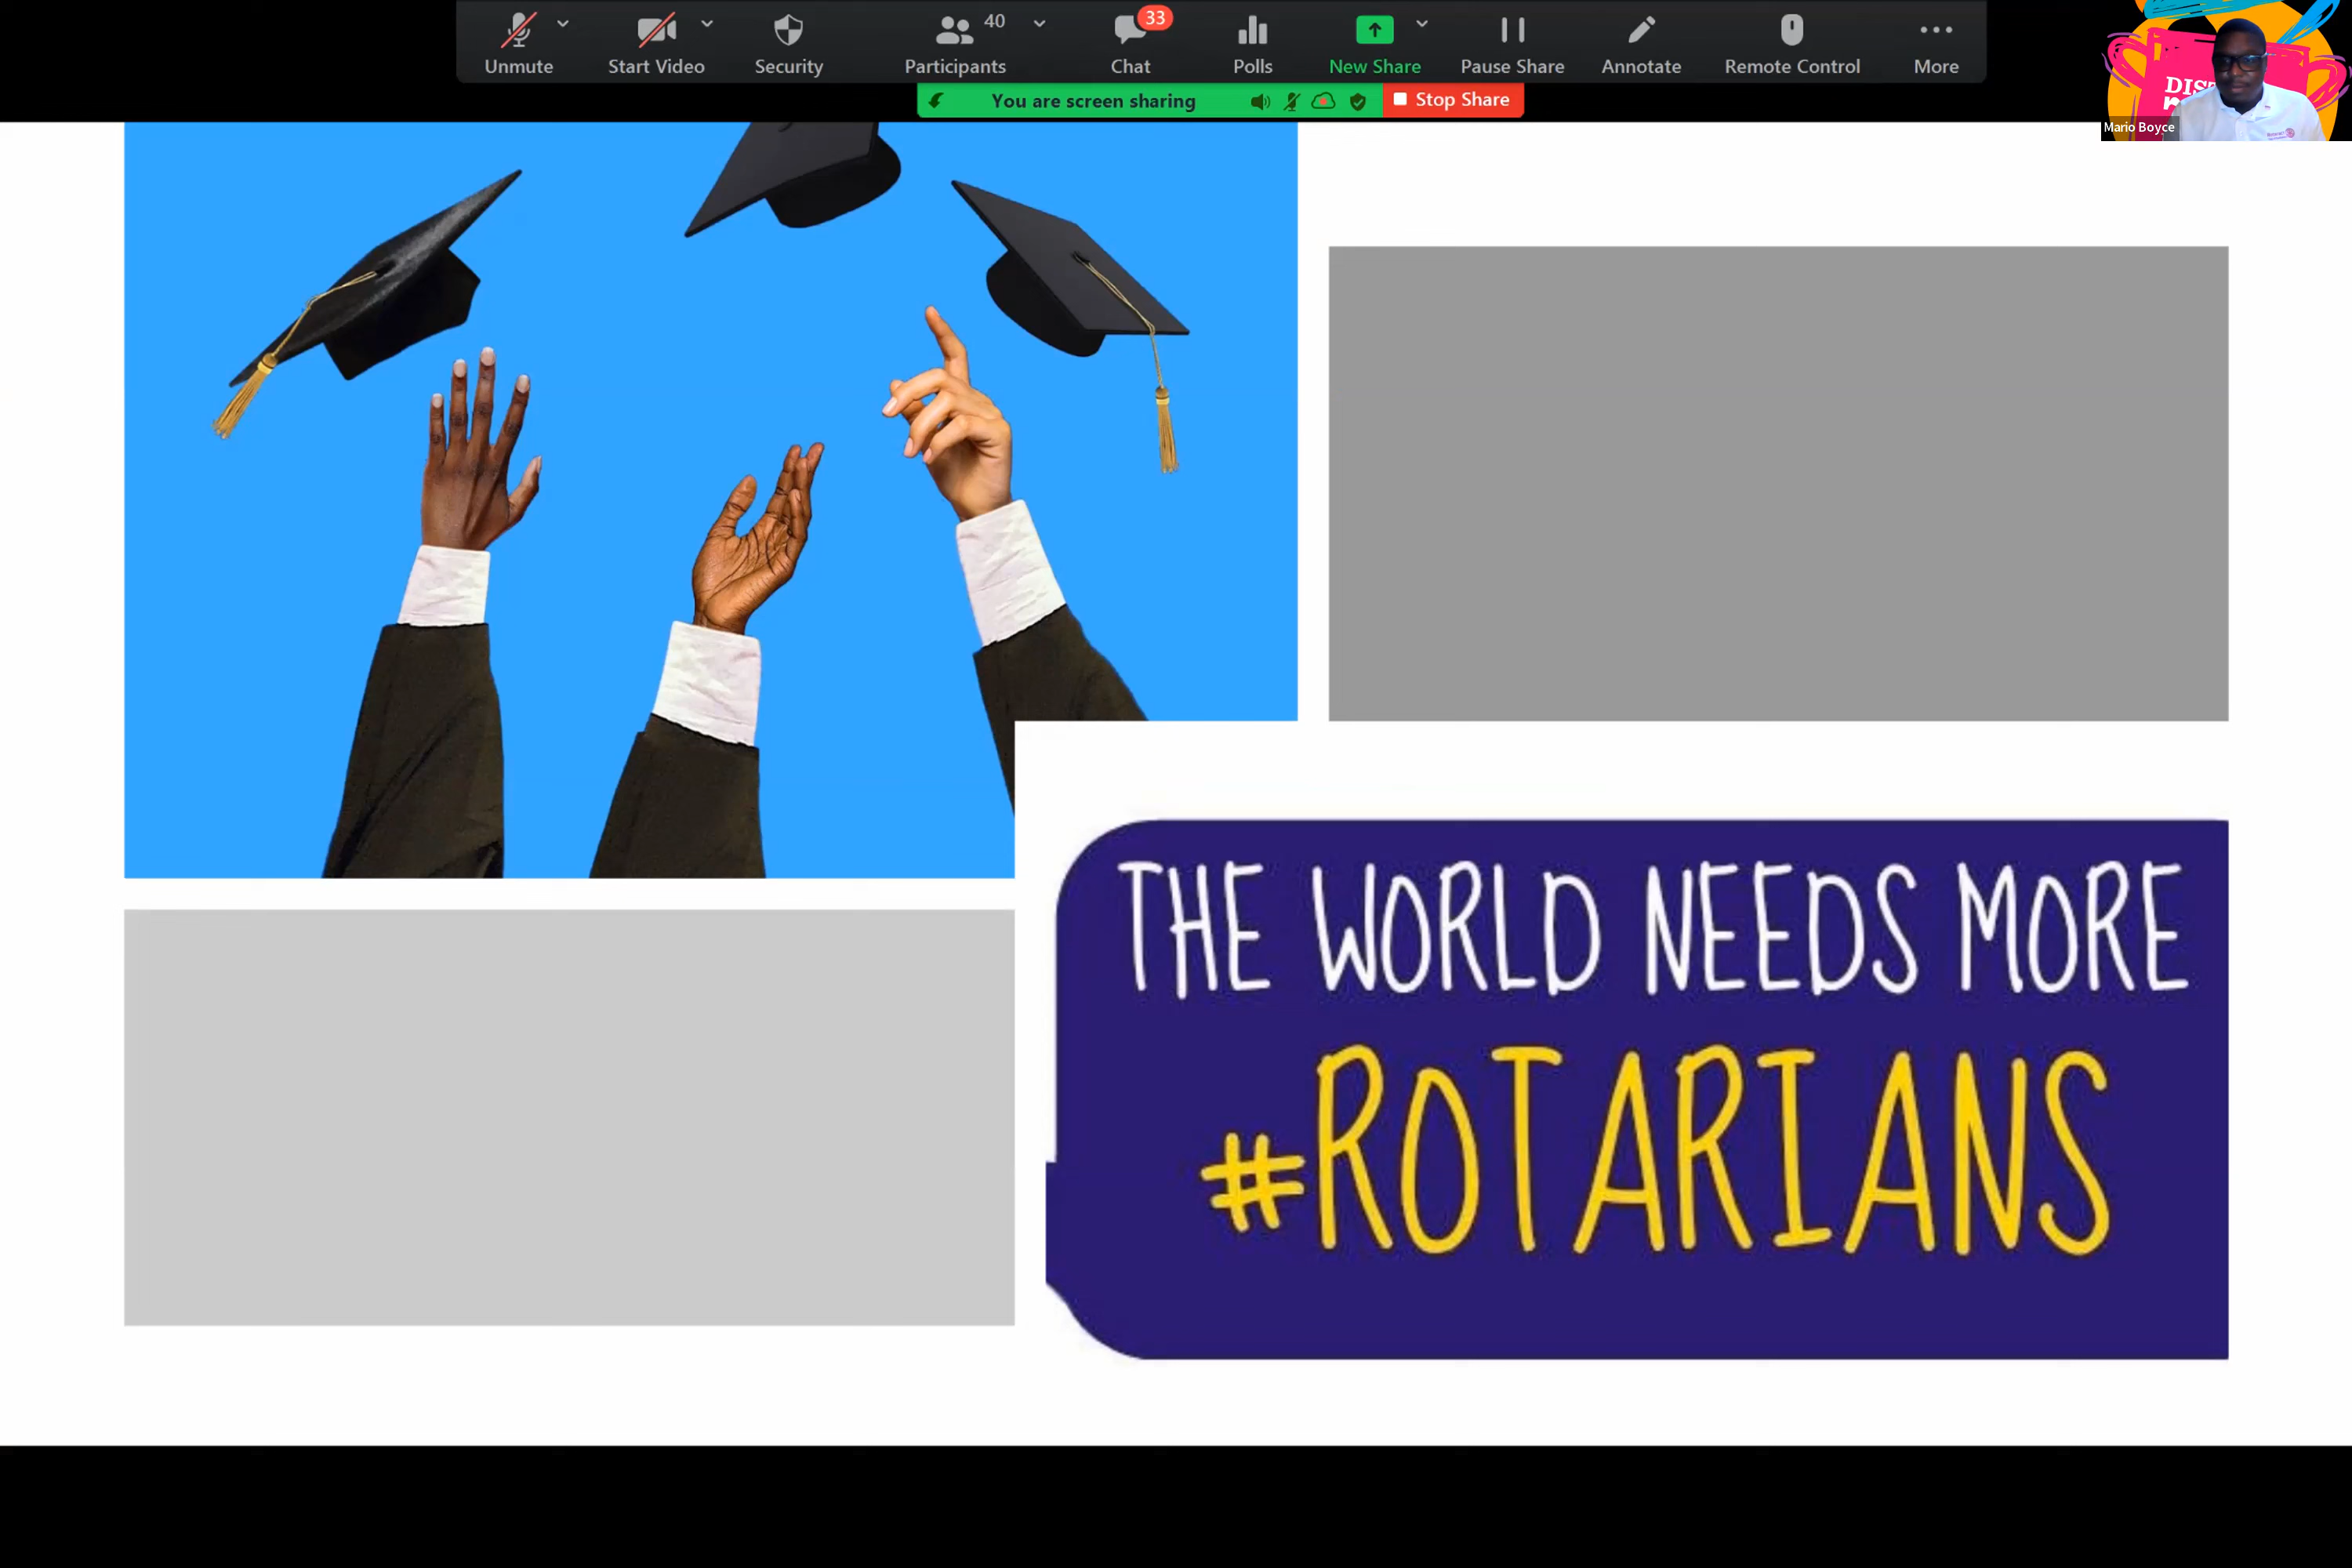 40
33
Unmute
Start Video
Security
Participants
Chat
Polls
New Share
Pause Share
Annotate
Remote Control
More
You are screen sharing
Stop Share
Mario Boyce
THE WORLD NEEDS MORE
#ROTARIANS